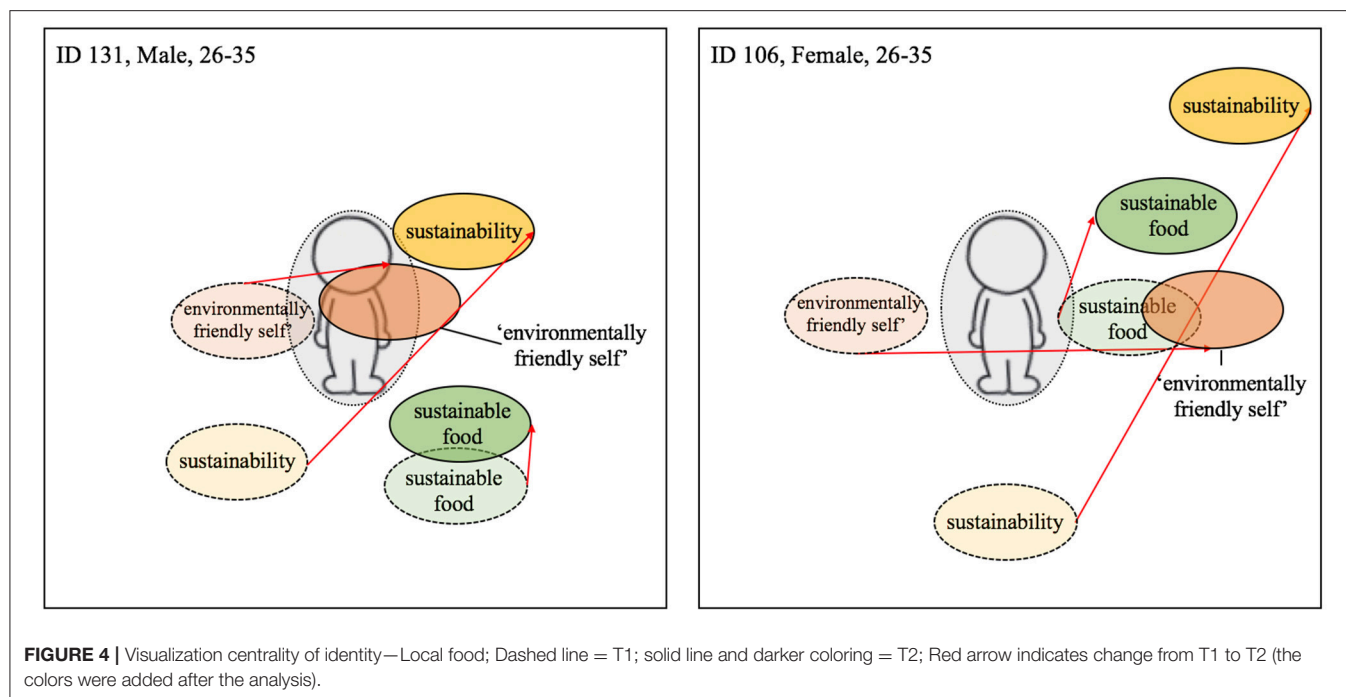 ID 131, Male, 26-35
sustainability
'environmentally
friendly self'
'environmentally
friendly self'
sustainable
food
sustainability
sustainable
food
ID 106, Female, 26-35
sustainability
sustainable
food
'environmentally
friendly self'
sustainable
food
'environmentally
friendly self'
sustainability
FIGURE 4 | Visualization centrality of identity—Local food; Dashed line = T1; solid line and darker coloring = T2; Red arrow indicates change from T1 to T2 (the
colors were added after the analysis).